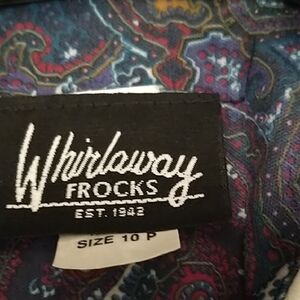 Whirlaway
FROCKS
EST. 1942
SIZE 10 P